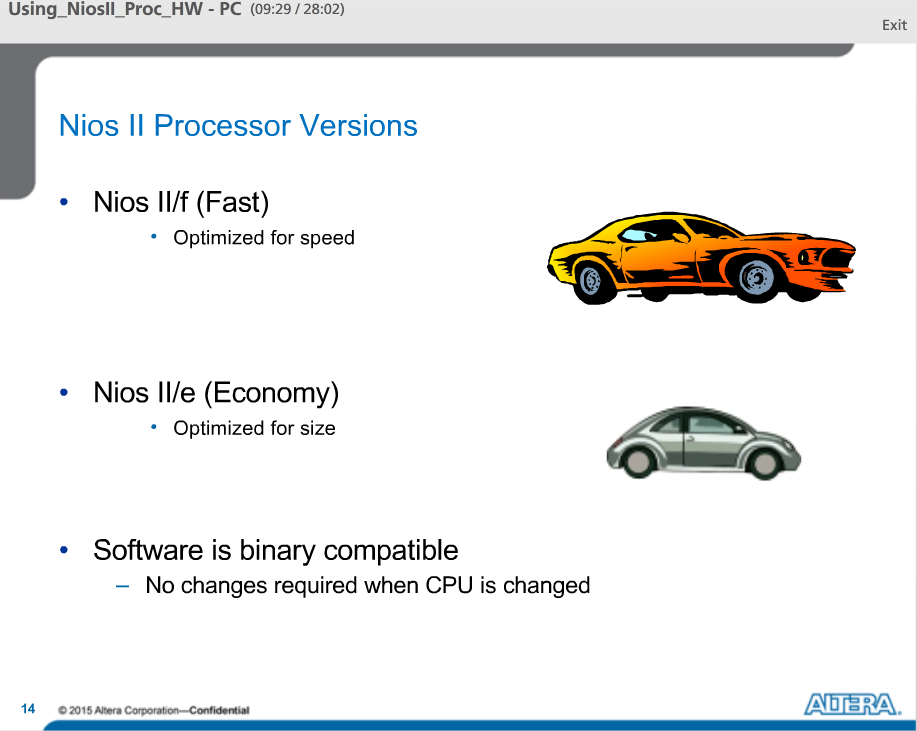 Using_NiosII_Proc_HW - PC (09:29 / 28:02)
Exit
Nios II Processor Versions
• Nios II/f (Fast)
• Optimized for speed
• Nios II/e (Economy)
• Optimized for size
• Software is binary compatible
– No changes required when CPU is changed
14 © 2015 Altera Corporation—Confidential
ALTERA.